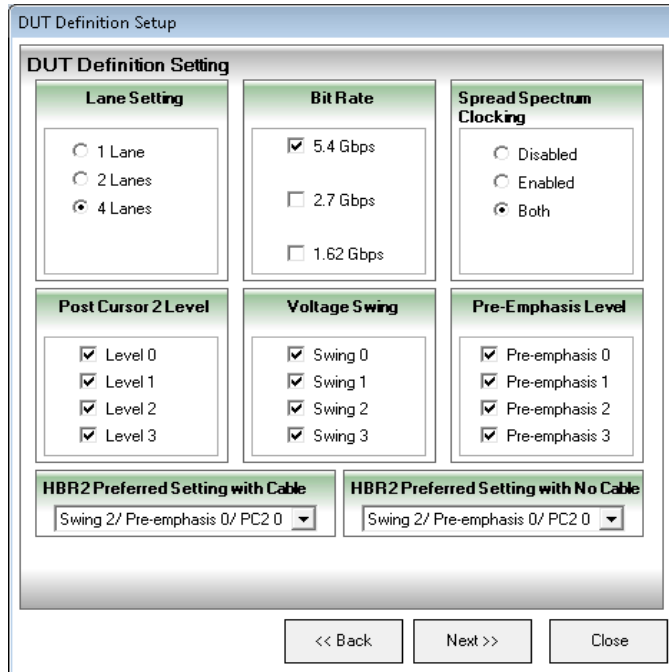 DUT Definition Setup
DUT Definition Setting
Lane Setting
1 Lane
2 Lanes
4 Lanes
Bit Rate
5.4 Gbps
2.7 Gbps
1.62 Gbps
Spread Spectrum
Clocking
Disabled
Enabled
Both
Post Cursor 2 Level
Level 0
Level 1
Level 2
Level 3
Voltage Swing
Swing 0
Swing 1
Swing 2
Swing 3
Pre-Emphasis Level
Pre-emphasis 0
Pre-emphasis 1
Pre-emphasis 2
Pre-emphasis 3
HBR2 Preferred Setting with Cable
Swing 2/ Pre-emphasis 0/ PC2 0
HBR2 Preferred Setting with No Cable
Swing 2/ Pre-emphasis 0/ PC2 0
<< Back
Next >>
Close